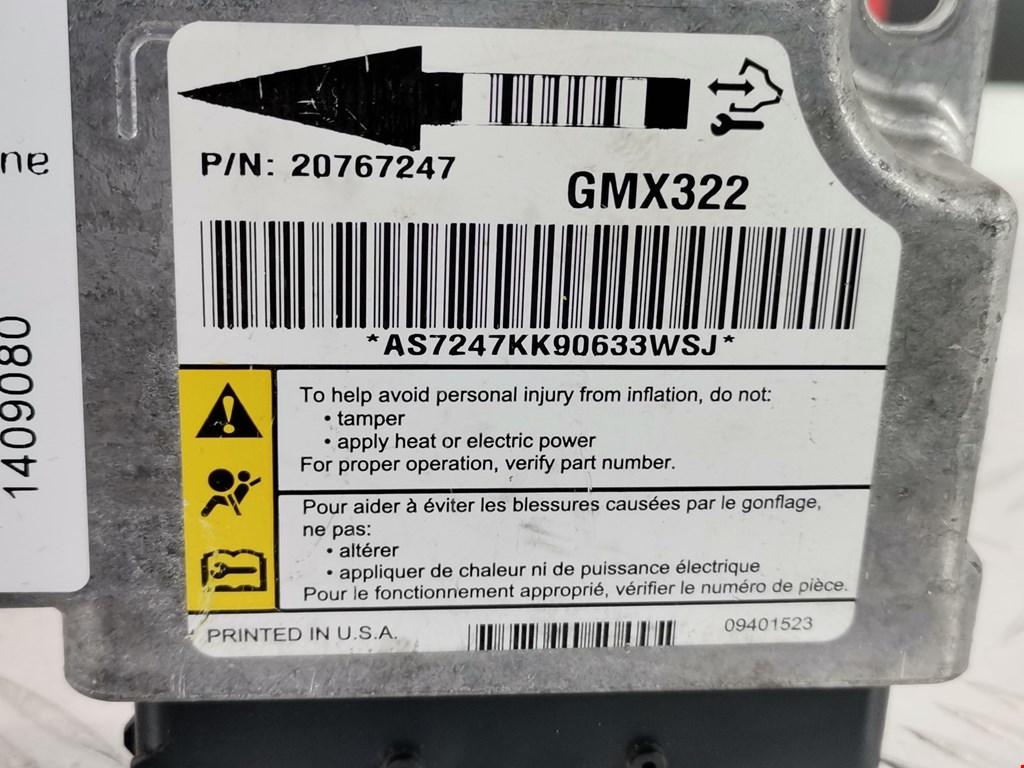 ne
1409080
P/N: 20767247
GMX322
*AS7247KK90633WSJ*
To help avoid personal injury from inflation, do not:
• tamper
• apply heat or electric power
For proper operation, verify part number.
Pour aider à éviter les blessures causées par le gonflage,
ne pas:
• altérer
• appliquer de chaleur ni de puissance électrique
Pour le fonctionnement approprié, vérifier le numéro de pièce.
PRINTED IN U.S.A.
09401523